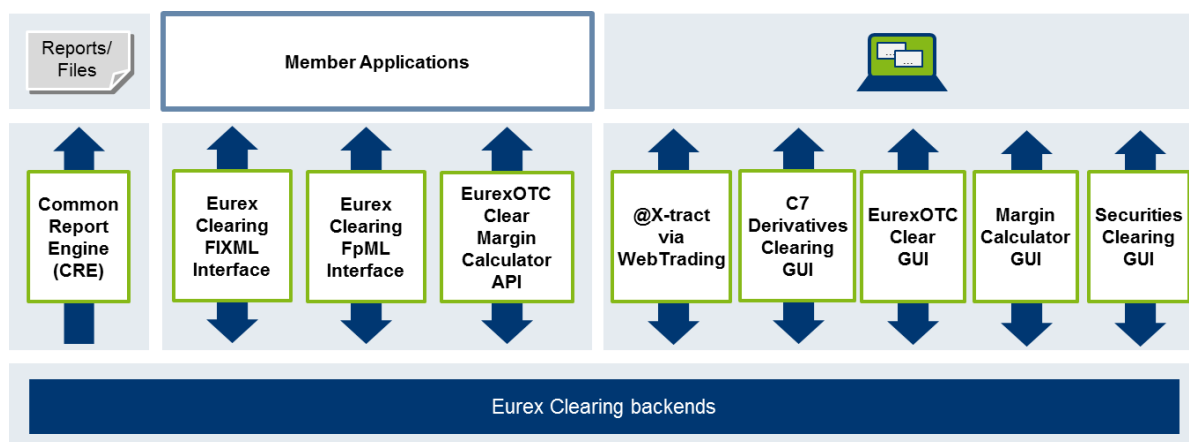 Reports/
Files
Member Applications
...
...
Common
Report
Engine
(CRE)
Eurex
Clearing
FIXML
Interface
Eurex
Clearing
FpML
Interface
EurexOTC
Clear
Margin
Calculator
API
@X-tract
via
WebTrading
C7
Derivatives
Clearing
GUI
EurexOTC
Clear
GUI
Margin
Calculator
GUI
Securities
Clearing
GUI
Eurex Clearing backends